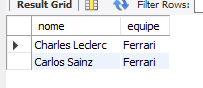 Result Grid Filter Rows:
nome equipe
Charles Leclerc Ferrari
Carlos Sainz Ferrari